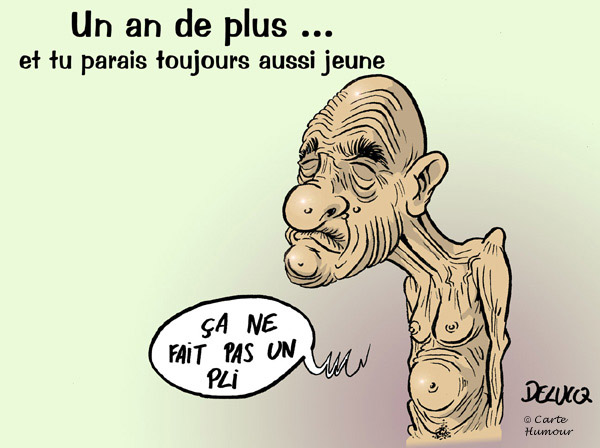 Un an de plus ...
et tu parais toujours aussi jeune
ÇA NE
FAIT PAS UN
PLI
DELUCQ
© Carte
Humour